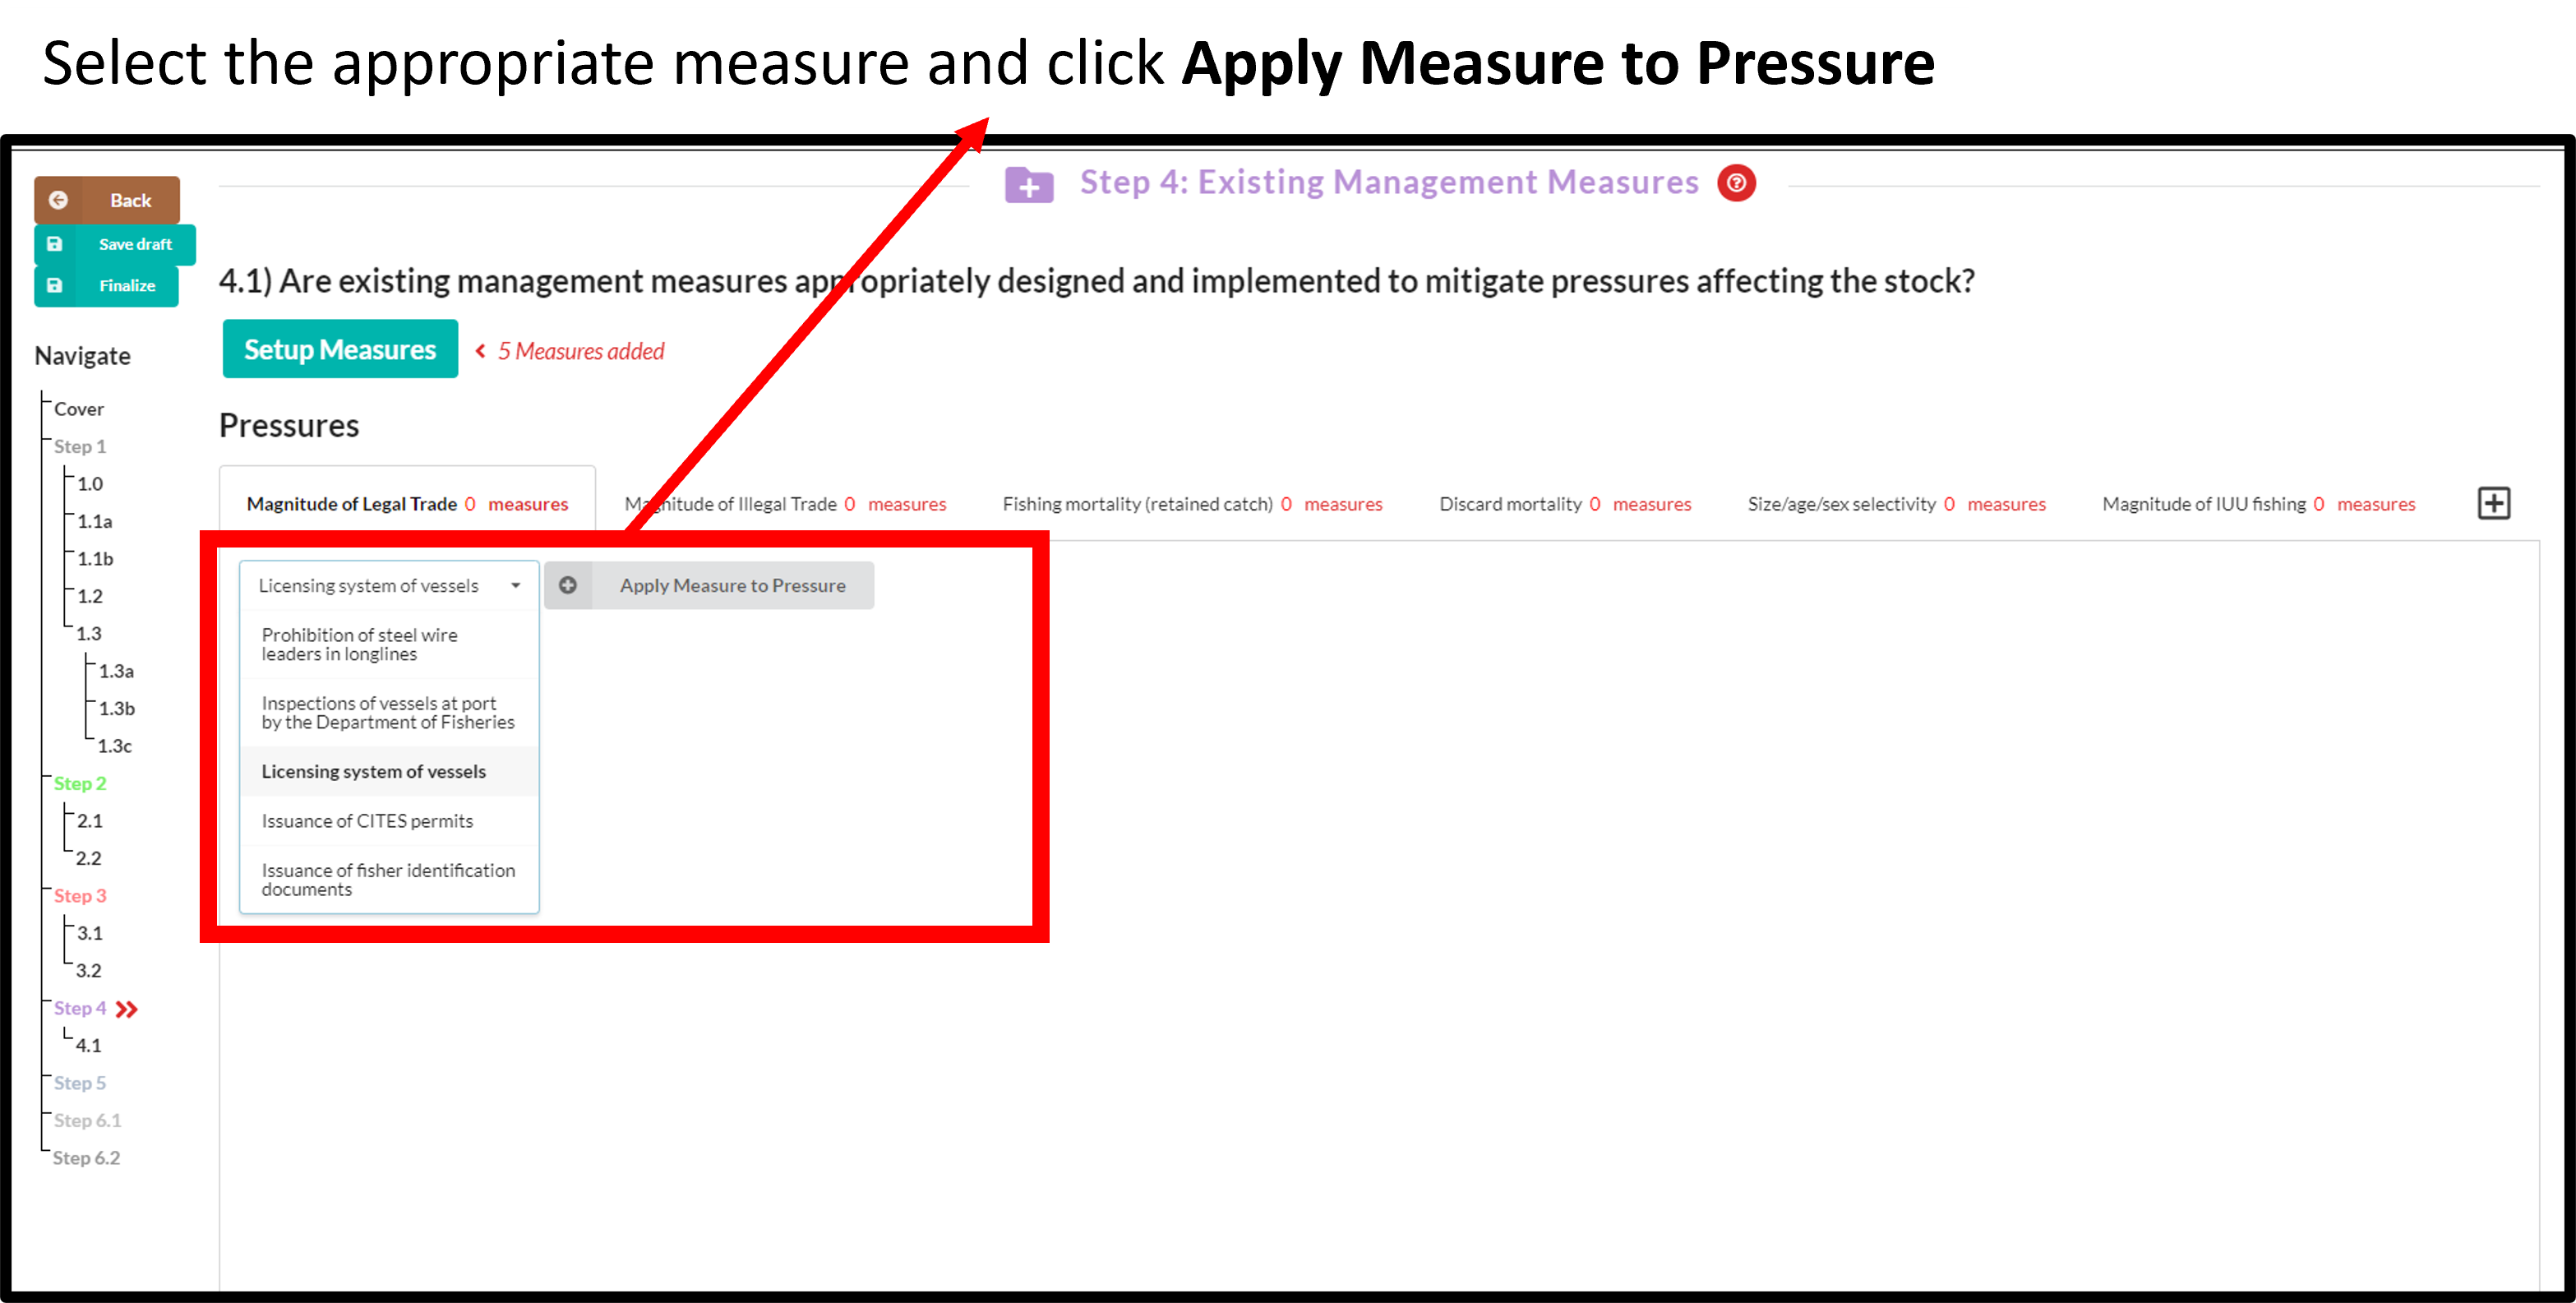 Select the appropriate measure and click Apply Measure to Pressure
Step 4: Existing Management Measures
Back
Save draft
Finalize
4.1) Are existing management measures appropriately designed and implemented to mitigate pressures affecting the stock?
Setup Measures
5 Measures added
Navigate
Cover
Step 1
1.0
1.1a
1.1b
1.2
1.3
1.3a
1.3b
1.3c
Step 2
2.1
2.2
Step 3
3.1
3.2
Step 4
4.1
Step 5
Step 6.1
Step 6.2
Pressures
Magnitude of Legal Trade 0 measures
Magnitude of Illegal Trade 0 measures
Fishing mortality (retained catch) 0 measures
Discard mortality 0 measures
Size/age/sex selectivity 0 measures
Magnitude of IUU fishing 0 measures
Licensing system of vessels
Apply Measure to Pressure
Prohibition of steel wire
leaders in longlines
Inspections of vessels at port
by the Department of Fisheries
Licensing system of vessels
Issuance of CITES permits
Issuance of fisher identification
documents